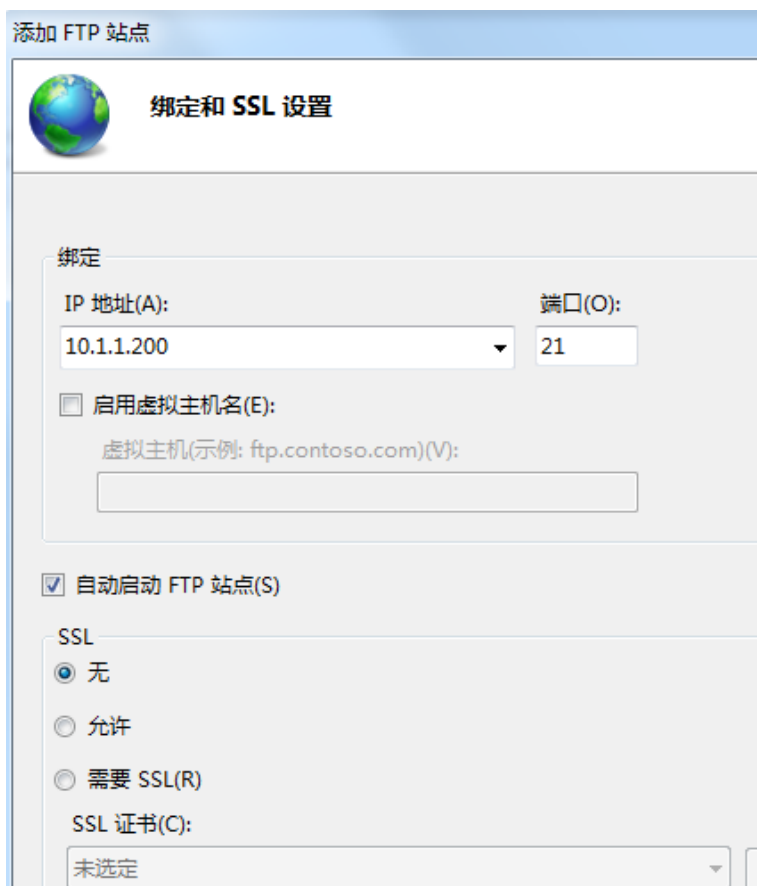 添加 FTP 站点
绑定和 SSL 设置
绑定
IP 地址(A):
端口(O):
10.1.1.200
21
启用虚拟主机名(E):
虚拟主机(示例: ftp.contoso.com)(V):
自动启动 FTP 站点(S)
SSL
无
允许
需要 SSL(R)
SSL 证书(C):
未选定